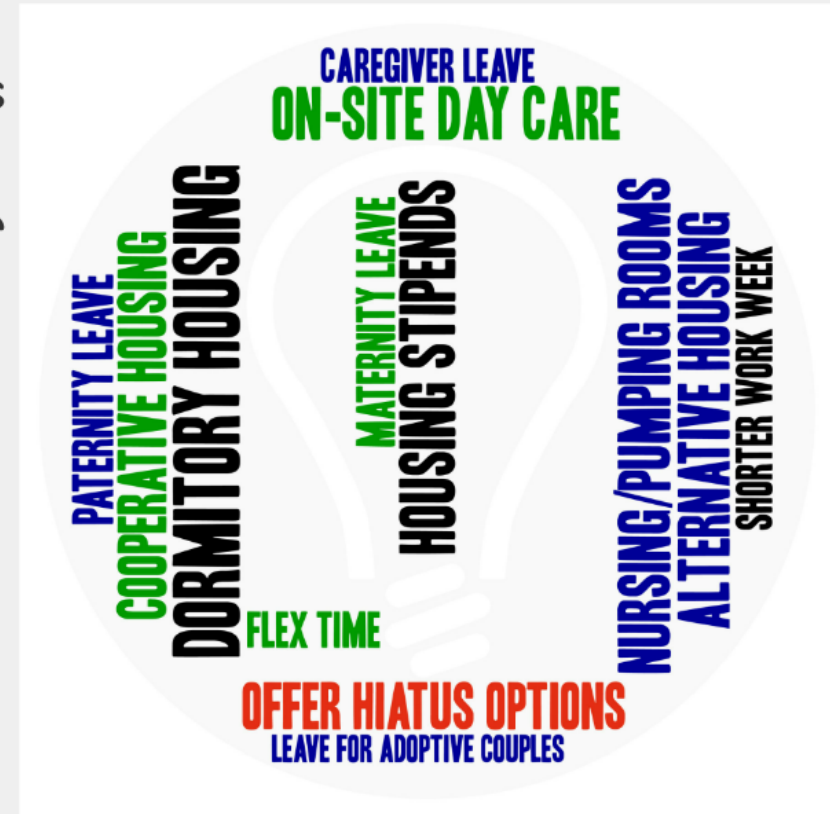 CAREGIVER LEAVE
ON-SITE DAY CARE
PATERNITY LEAVE
COOPERATIVE HOUSING
DORMITORY HOUSING
MATERNITY LEAVE
HOUSING STIPENDS
NURSING/PUMPING ROOMS
ALTERNATIVE HOUSING
SHORTER WORK WEEK
FLEX TIME
OFFER HIATUS OPTIONS
LEAVE FOR ADOPTIVE COUPLES